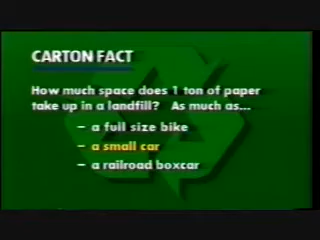 CARTON FACT
How much space does 1 ton of paper
take up in a landfill? As much as...
– a full size bike
– a small car
– a railroad boxcar